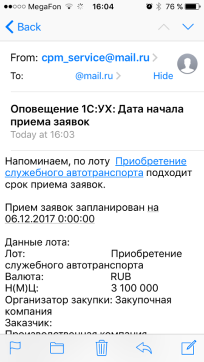 MegaFon 16:04 76 %
Back
From: cpm_service@mail.ru >
To: @mail.ru > Hide
Оповещение 1С:УХ: Дата начала
приема заявок
Today at 16:03
Напоминаем, по лоту Приобретение
служебного автотранспорта подходит
срок приема заявок.
Прием заявок запланирован на
06.12.2017 0:00:00
Данные лота:
Лот: Приобретение
служебного автотранспорта
Валюта: RUB
Н(М)Ц: 3 100 000
Организатор закупки: Закупочная
компания
Заказчик:
Производственная компания